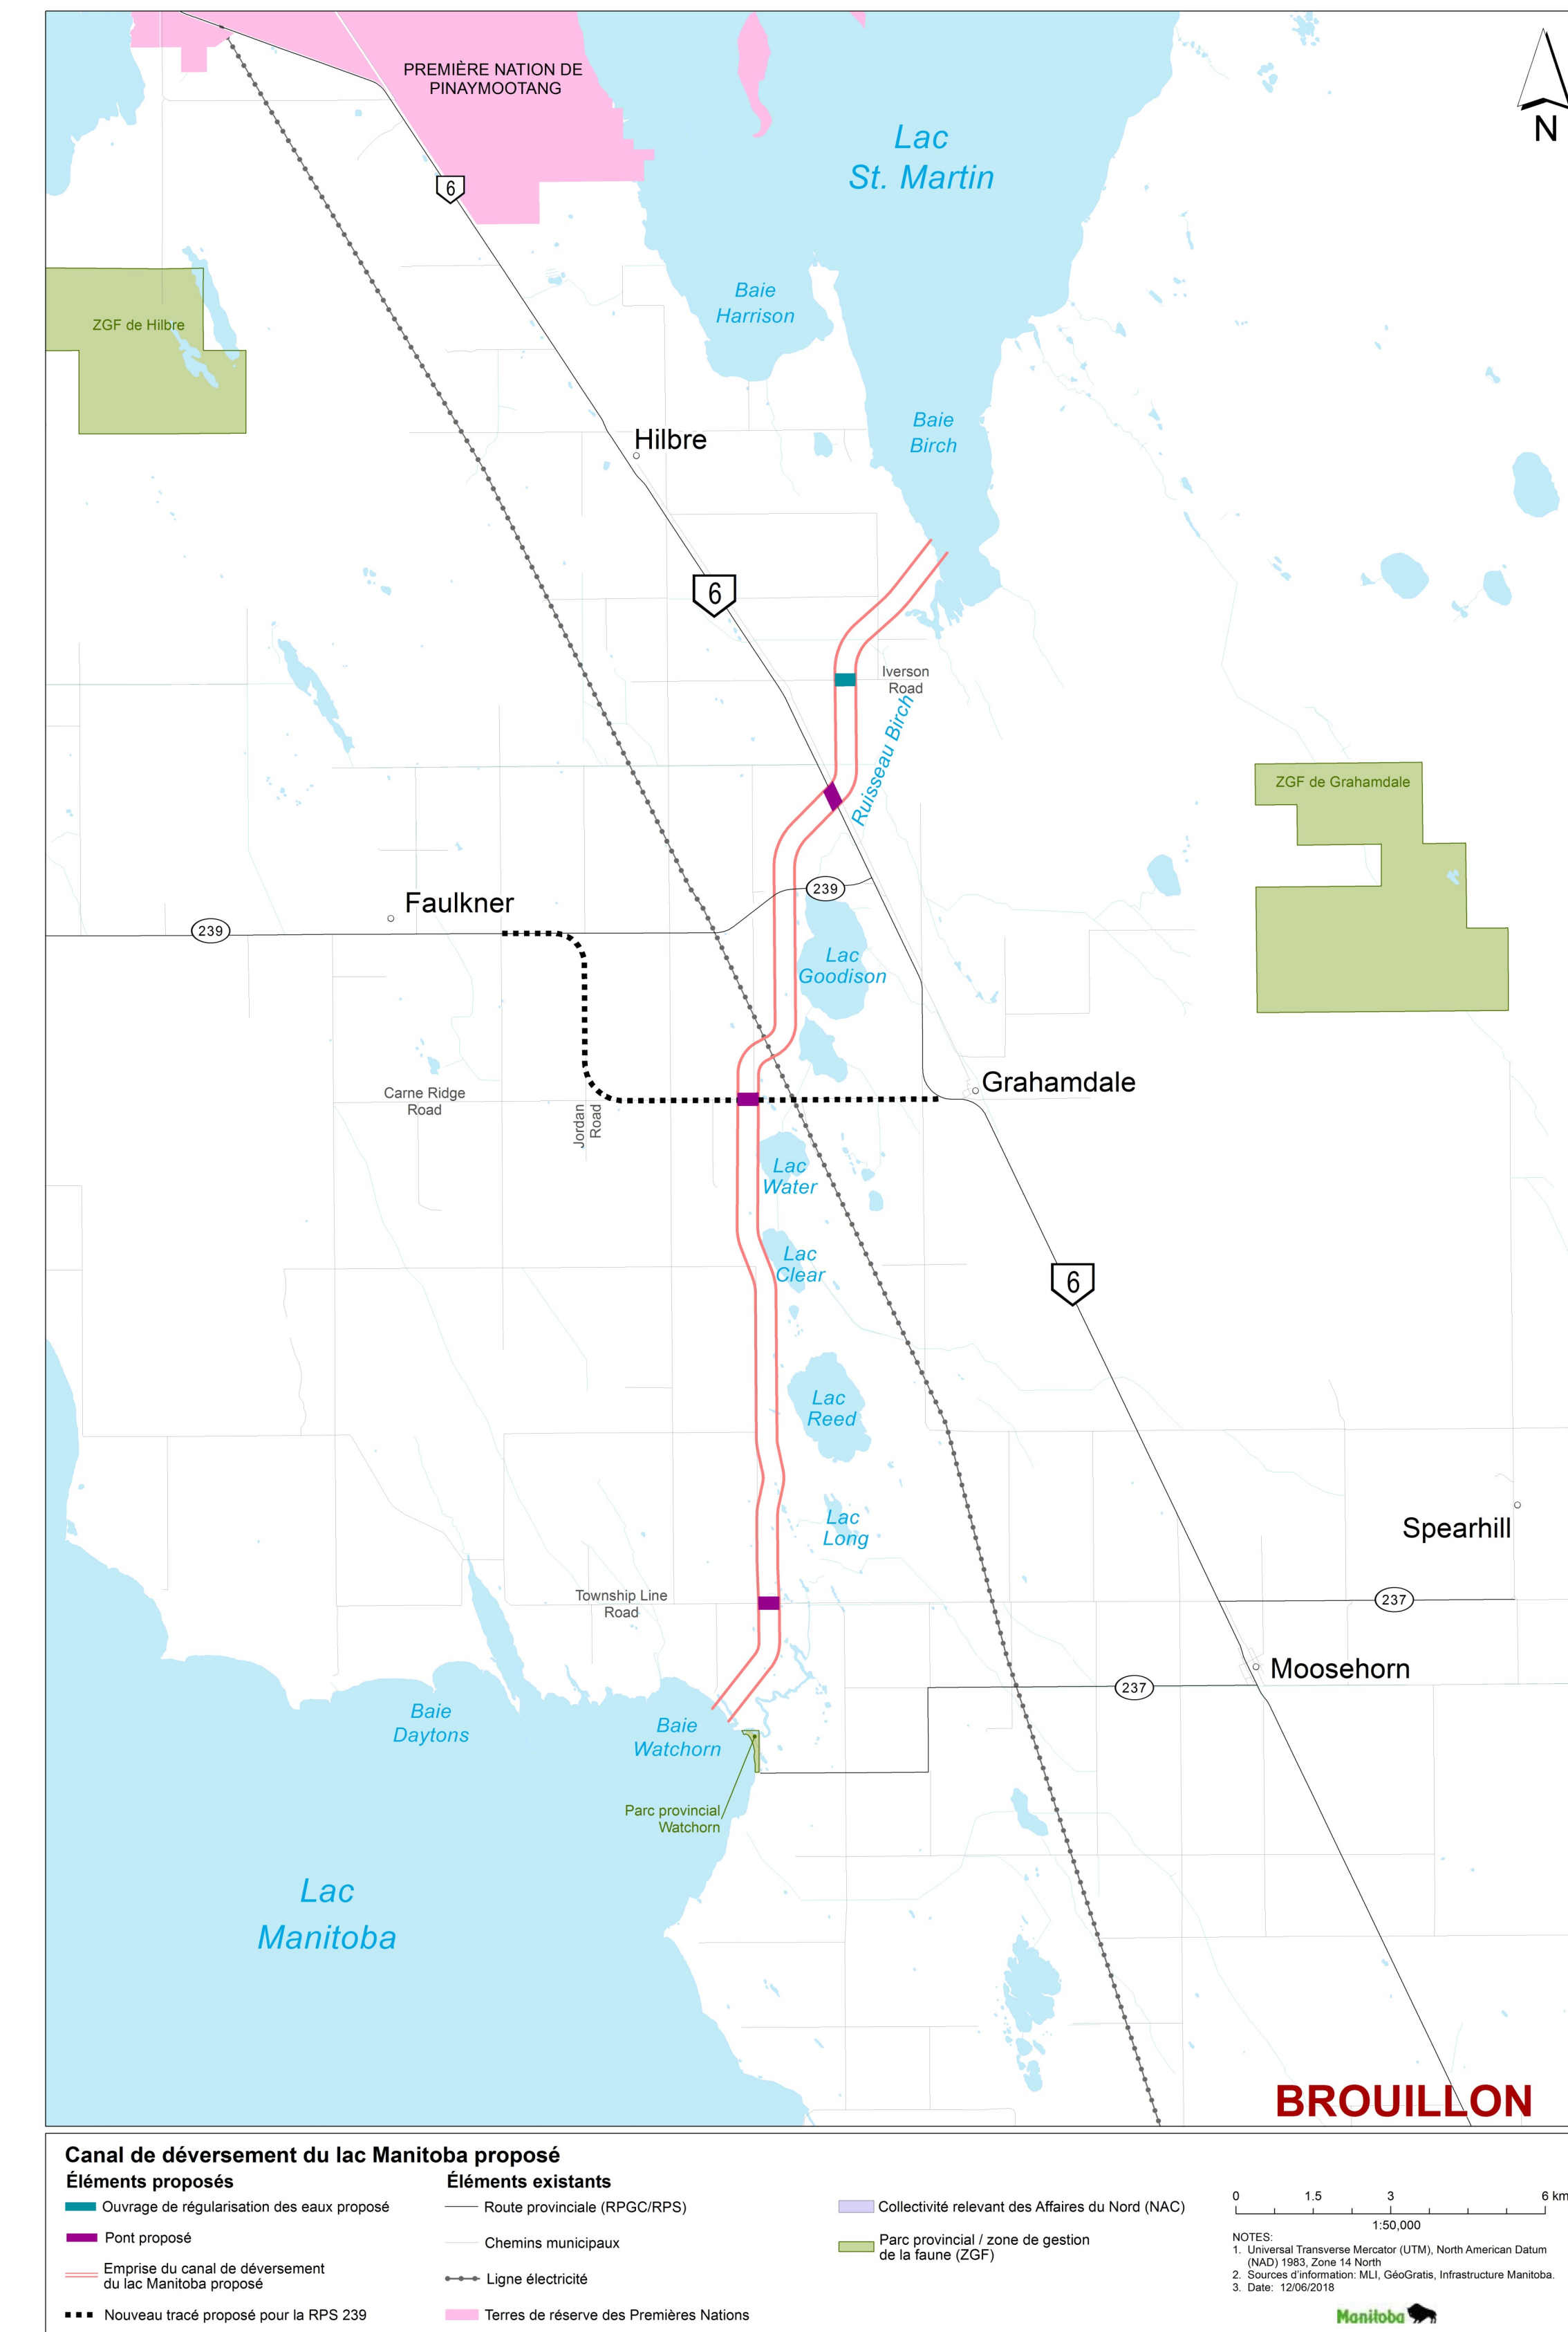 PREMIÈRE NATION DE
PINAYMOOTANG
Lac
St. Martin
N
6
Baie
Harrison
ZGF de Hilbre
Baie
Birch
Hilbre
6
Iverson
Road
Ruisseau Birch
ZGF de Grahamdale
239
Faulkner
239
Lac
Goodison
Grahamdale
Carne Ridge
Road
Jordan
Road
Lac
Water
Lac
Clear
6
Lac
Reed
Lac
Long
Spearhill
Township Line
Road
237
Moosehorn
237
Baie
Daytons
Baie
Watchorn
Parc provincial
Watchorn
Lac
Manitoba
BROUILLON
Canal de déversement du lac Manitoba proposé
Éléments proposés
Ouvrage de régularisation des eaux proposé
Pont proposé
Emprise du canal de déversement
du lac Manitoba proposé
Nouveau tracé proposé pour la RPS 239
Éléments existants
Route provinciale (RPGC/RPS)
Chemins municipaux
Ligne électricité
Terres de réserve des Premières Nations
Collectivité relevant des Affaires du Nord (NAC)
Parc provincial / zone de gestion
de la faune (ZGF)
0 1.5 3 6 km
1:50,000
NOTES:
1. Universal Transverse Mercator (UTM), North American Datum
(NAD) 1983, Zone 14 North
2. Sources d'information: MLI, GéoGratis, Infrastructure Manitoba.
3. Date: 12/06/2018
Manitoba